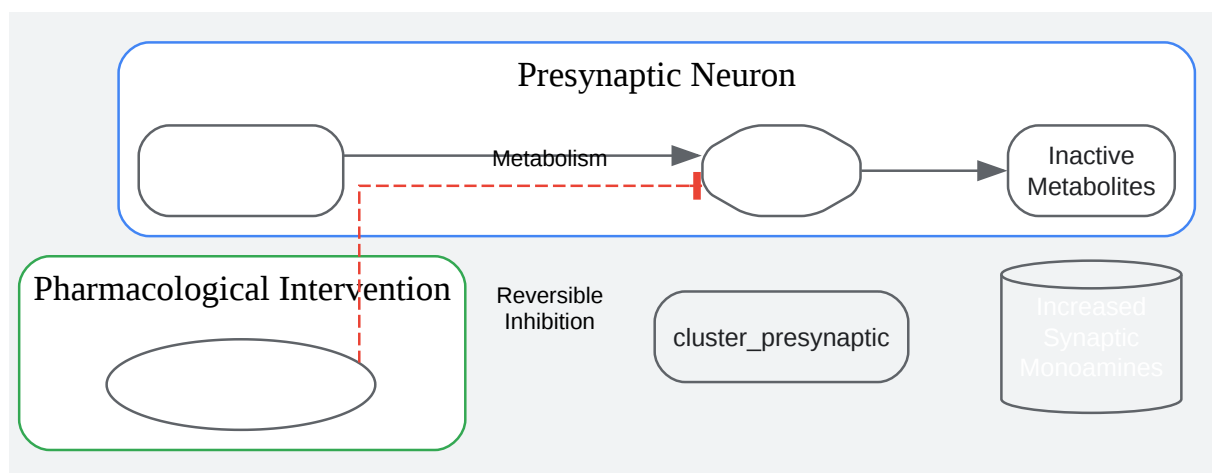 Presynaptic Neuron
Metabolism
Inactive
Metabolites
Pharmacological Intervention
Reversible
Inhibition
cluster_presynaptic
Increased
Synaptic
Monoamines